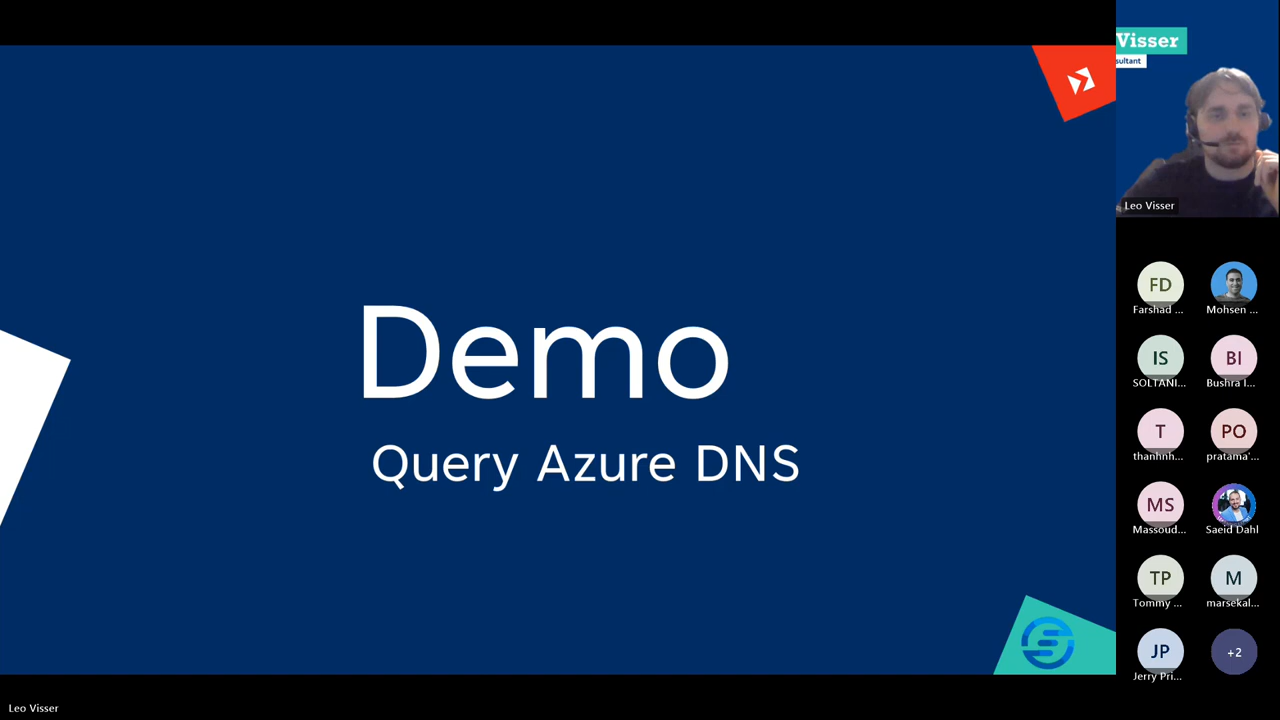 Demo
Query Azure DNS
Visser
sultant
Leo Visser
FD
Farshad ...
Mohsen ...
IS
SOLTANI...
BI
Bushra I...
T
thanhnh...
PO
pratama'...
MS
Massoud...
Saeid Dahl
TP
Tommy ...
M
marsekal...
JP
Jerry Pri...
+2
Leo Visser